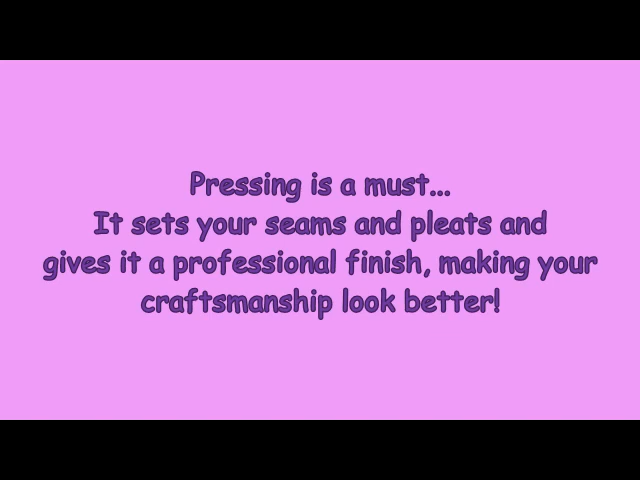 Pressing is a must...
It sets your seams and pleats and
gives it a professional finish, making your
craftsmanship look better!